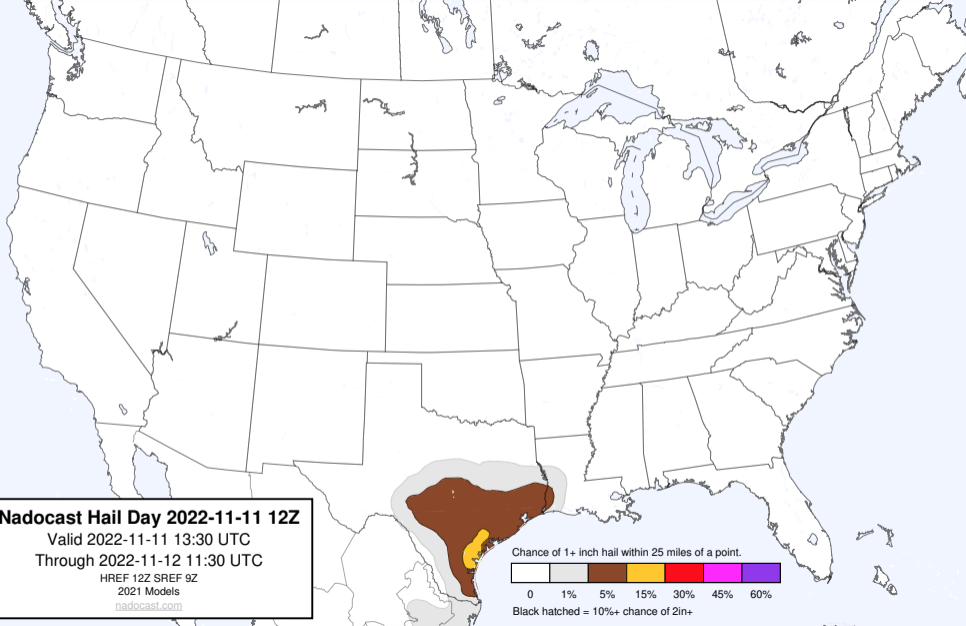 Nadocast Hail Day 2022-11-11 12Z
Valid 2022-11-11 13:30 UTC
Through 2022-11-12 11:30 UTC
HREF 12Z SREF 9Z
2021 Models
nadocast.com
Chance of 1+ inch hail within 25 miles of a point.
0 1% 5% 15% 30% 45% 60%
Black hatched = 10%+ chance of 2in+